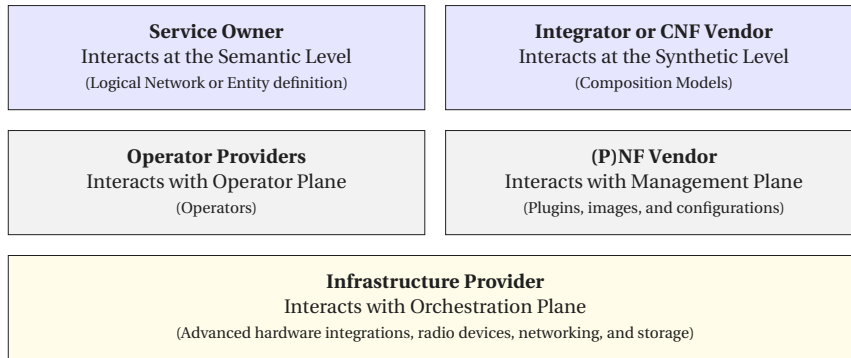 Service Owner
Interacts at the Semantic Level
(Logical Network or Entity definition)
Integrator or CNF Vendor
Interacts at the Synthetic Level
(Composition Models)
Operator Providers
Interacts with Operator Plane
(Operators)
(P)NF Vendor
Interacts with Management Plane
(Plugins, images, and configurations)
Infrastructure Provider
Interacts with Orchestration Plane
(Advanced hardware integrations, radio devices, networking, and storage)